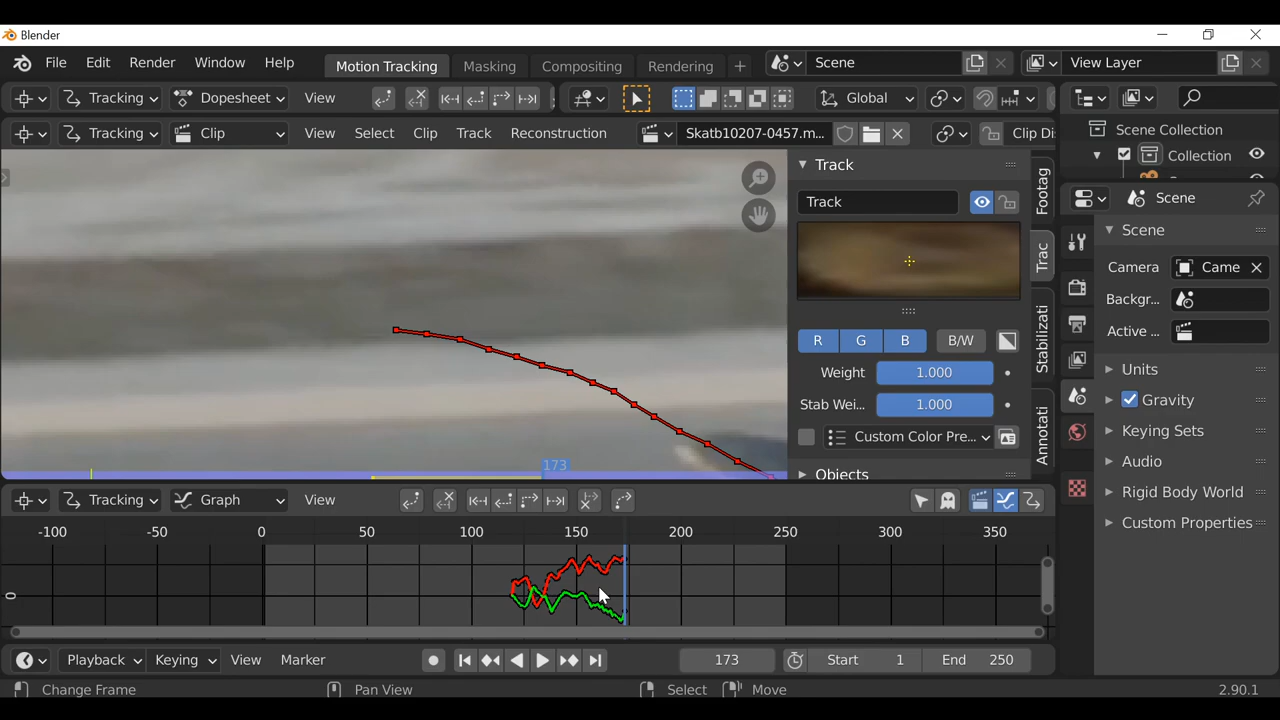 Blender
File Edit Render Window Help Motion Tracking Masking Compositing Rendering + Scene View Layer
Tracking Dopesheet View Global
Tracking Clip View Select Clip Track Reconstruction Skatb10207-0457.m... Clip Di
Scene Collection
Collection
Track
Footag
Track
Scene
Scene
Trac
Camera Came
Backgr...
Active ...
Stabilizati
R G B B/W
Weight 1.000
Stab Wei... 1.000
Custom Color Pre...
Annotati
Objects
Units
Gravity
Keying Sets
Audio
Rigid Body World
Custom Properties
173
Tracking Graph View
-100 -50 0 50 100 150 200 250 300 350
0
Playback Keying View Marker 173 Start 1 End 250
Change Frame Pan View Select Move 2.90.1